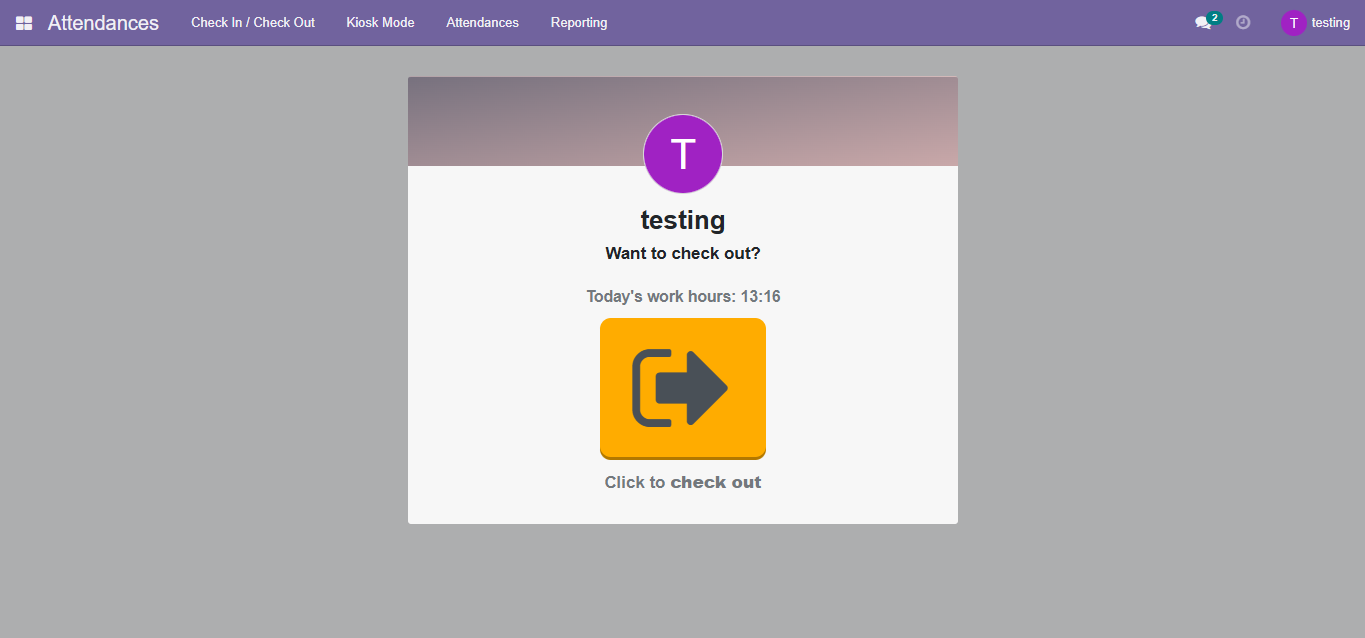 Attendances Check In / Check Out Kiosk Mode Attendances Reporting 2 T testing
T
testing
Want to check out?
Today's work hours: 13:16
Click to check out